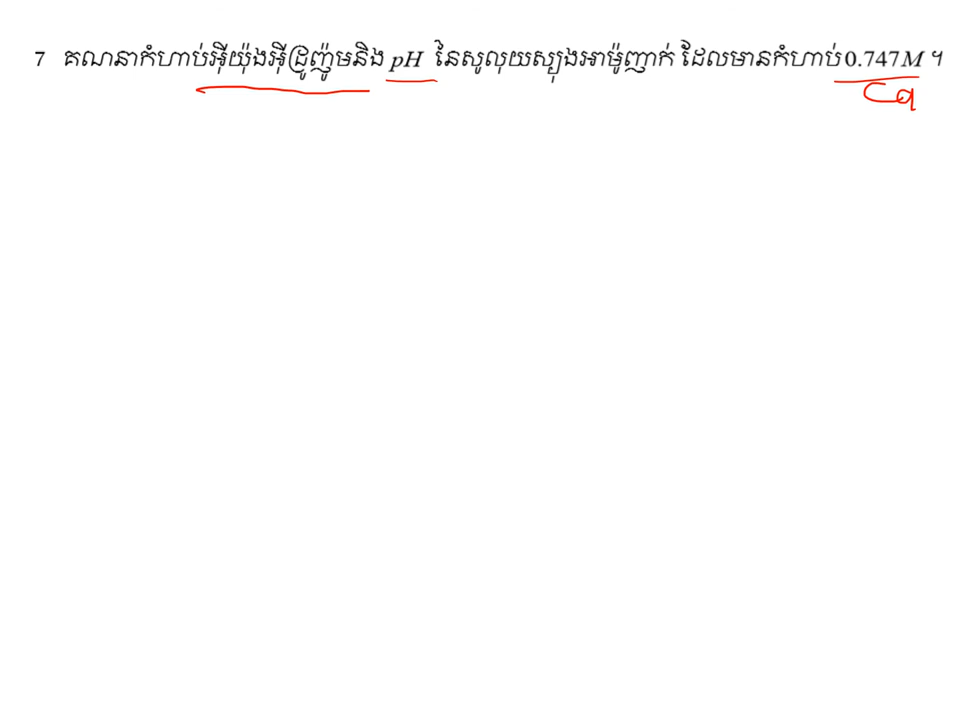 7 គណនាកំហាប់អ៊ីយ៉ុងអ៊ីដ្រូញ៉ូមនិង pH នៃសូលុយស្យុងអាម៉ូញាក់ ដែលមានកំហាប់ 0.747M ។